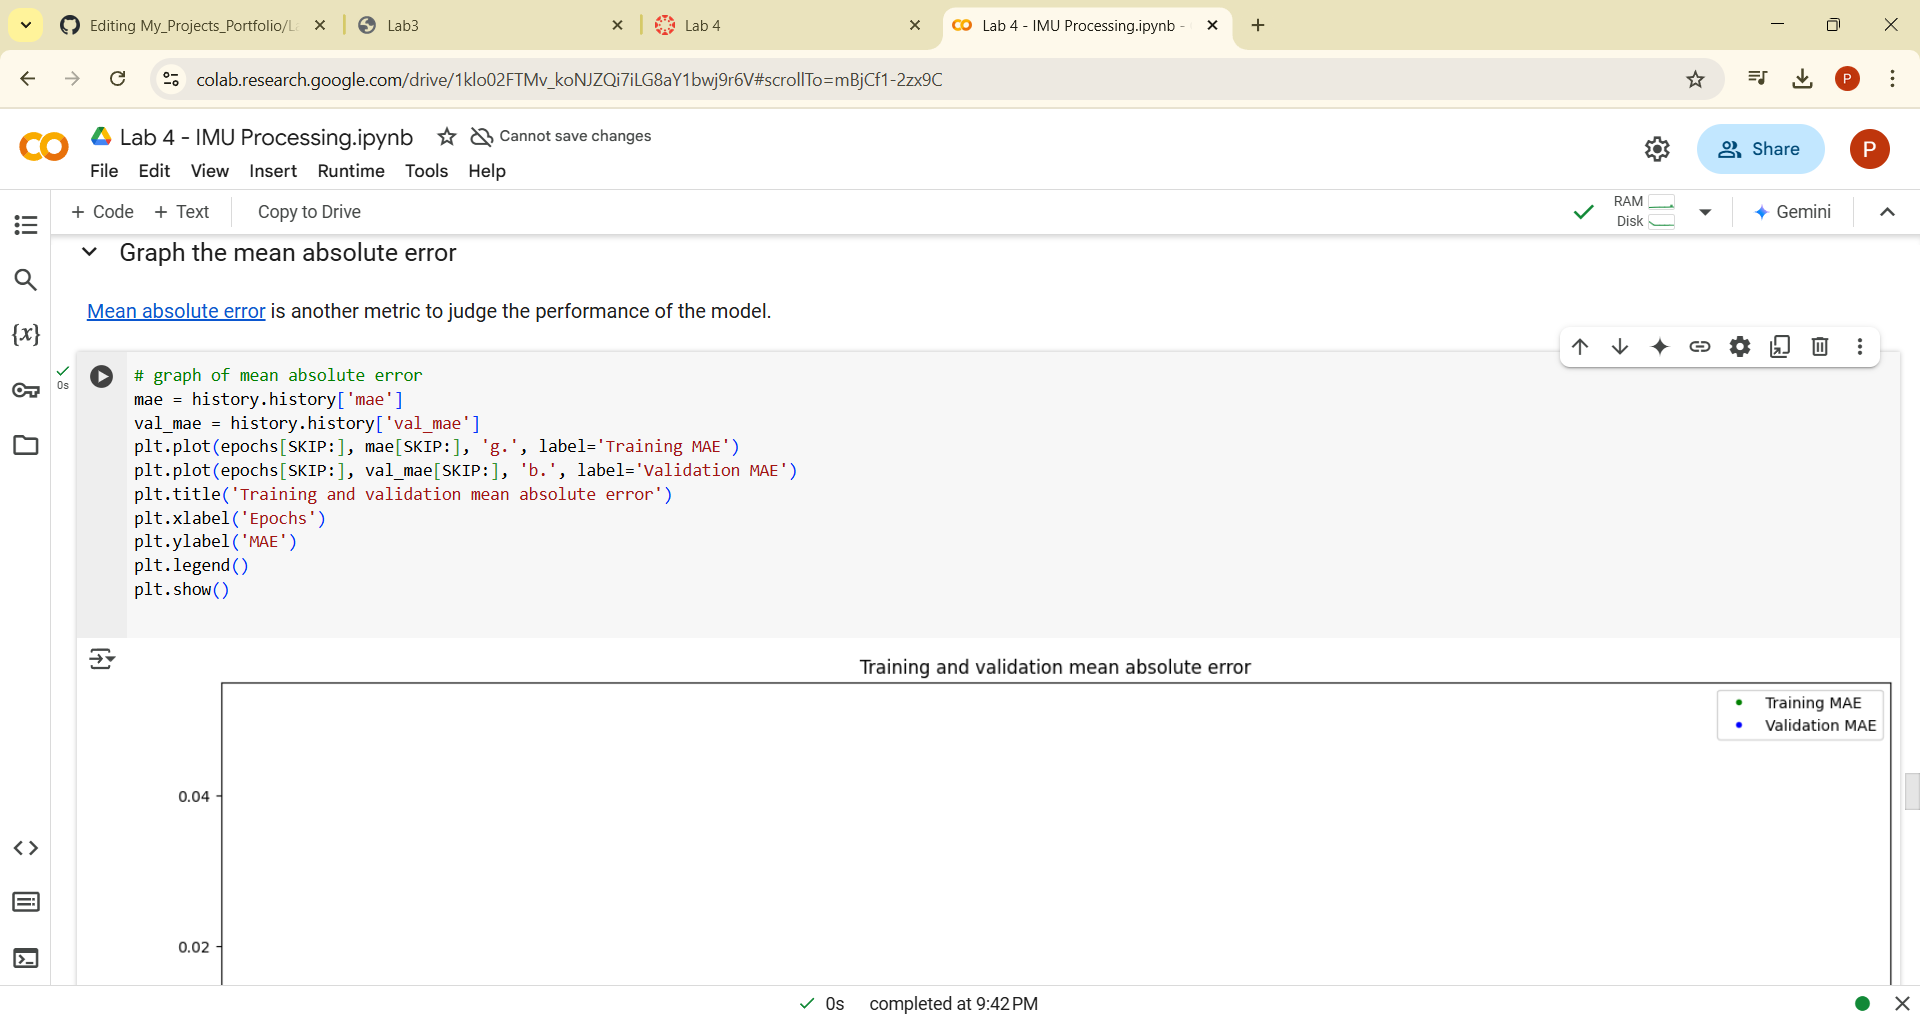 Editing My_Projects_Portfolio/La
Lab3
Lab 4
Lab 4 - IMU Processing.ipynb -
colab.research.google.com/drive/1klo02FTMv_koNJZQi7iLG8aY1bwj9r6V#scrollTo=mBjCf1-2zx9C
P
Lab 4 - IMU Processing.ipynb
Cannot save changes
Share
P
File Edit View Insert Runtime Tools Help
+ Code + Text Copy to Drive
RAM
Disk
Gemini
Graph the mean absolute error
Mean absolute error is another metric to judge the performance of the model.
{x}
0s
# graph of mean absolute error
mae = history.history['mae']
val_mae = history.history['val_mae']
plt.plot(epochs[SKIP:], mae[SKIP:], 'g.', label='Training MAE')
plt.plot(epochs[SKIP:], val_mae[SKIP:], 'b.', label='Validation MAE')
plt.title('Training and validation mean absolute error')
plt.xlabel('Epochs')
plt.ylabel('MAE')
plt.legend()
plt.show()
Training and validation mean absolute error
Training MAE
Validation MAE
0.04
0.02
0s completed at 9:42 PM